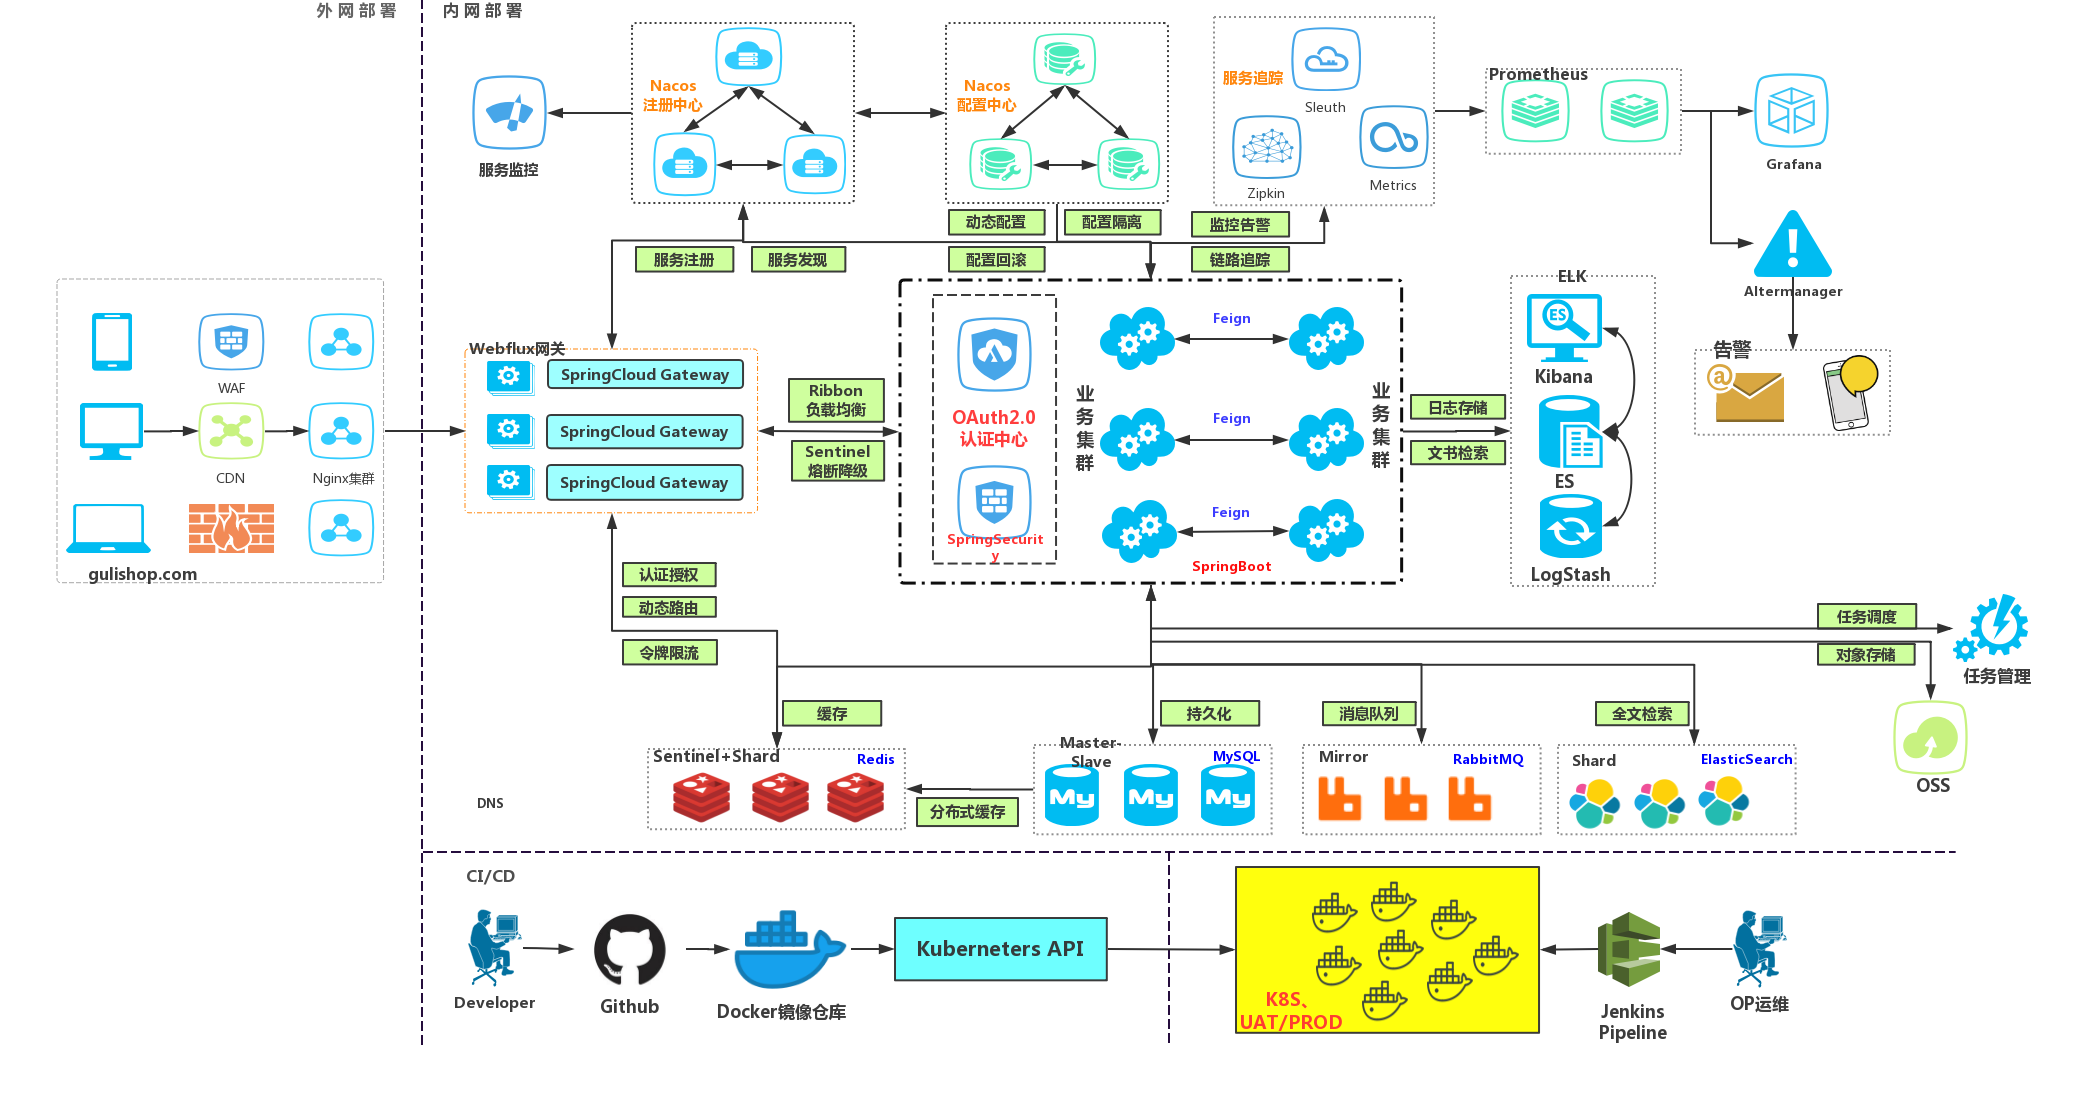 外 网 部 署
内 网 部 署
服务监控
Nacos
注册中心
Nacos
配置中心
服务追踪
Sleuth
Zipkin
Metrics
Prometheus
Grafana
Altermanager
告警
@
服务注册
服务发现
动态配置
配置隔离
配置回滚
监控告警
链路追踪
WAF
CDN
Nginx集群
gulishop.com
Webflux网关
SpringCloud Gateway
SpringCloud Gateway
SpringCloud Gateway
Ribbon
负载均衡
Sentinel
熔断降级
OAuth2.0
认证中心
SpringSecurit
y
业
务
集
群
Feign
Feign
Feign
业
务
集
群
SpringBoot
日志存储
文书检索
ELK
ES
Kibana
ES
LogStash
认证授权
动态路由
令牌限流
任务调度
对象存储
任务管理
OSS
缓存
持久化
消息队列
全文检索
Sentinel+Shard
Redis
分布式缓存
Master-
Slave
MySQL
My
My
My
Mirror
RabbitMQ
Shard
ElasticSearch
DNS
CI/CD
Developer
Github
Docker镜像仓库
Kuberneters API
K8S、
UAT/PROD
Jenkins
Pipeline
OP运维